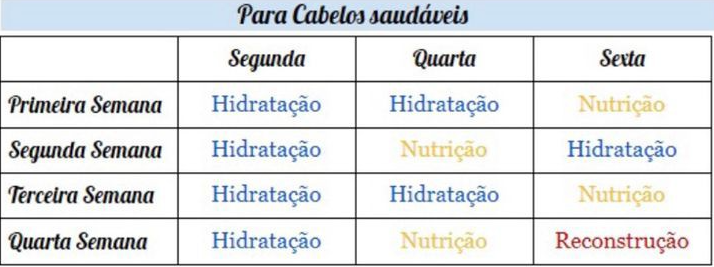 Para Cabelos saudáveis
Segunda Quarta Sexta
Primeira Semana Hidratação Hidratação Nutrição
Segunda Semana Hidratação Nutrição Hidratação
Terceira Semana Hidratação Hidratação Nutrição
Quarta Semana Hidratação Nutrição Reconstrução